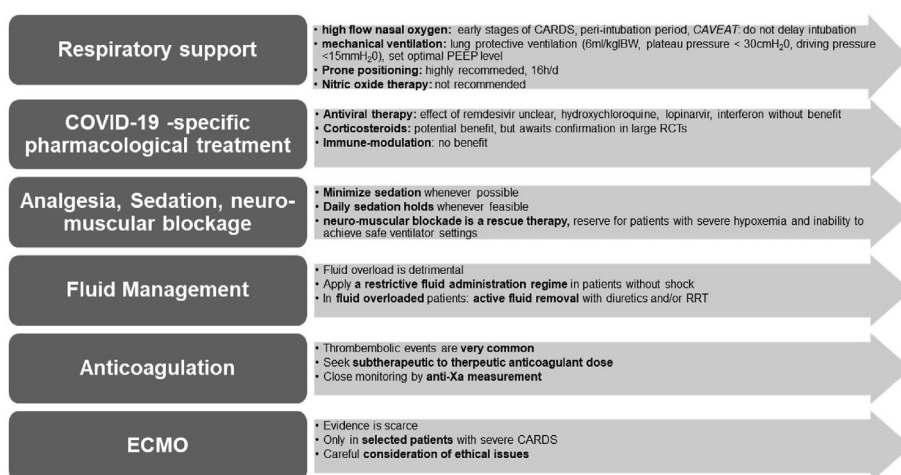 Respiratory support
• high flow nasal oxygen: early stages of CARDS, peri-intubation period, CAVEAT: do not delay intubation
• mechanical ventilation: lung protective ventilation (6ml/kgIBW, plateau pressure < 30cmH₂0, driving pressure
<15mmH₂0), set optimal PEEP level
• Prone positioning: highly recommeded, 16h/d
• Nitric oxide therapy: not recommended
COVID-19 -specific
pharmacological treatment
• Antiviral therapy: effect of remdesivir unclear, hydroxychloroquine, lopinarvir, interferon without benefit
• Corticosteroids: potential benefit, but awaits confirmation in large RCTs
• Immune-modulation: no benefit
Analgesia, Sedation, neuro-
muscular blockage
• Minimize sedation whenever possible
• Daily sedation holds whenever feasible
• neuro-muscular blockade is a rescue therapy, reserve for patients with severe hypoxemia and inability to
achieve safe ventilator settings
Fluid Management
• Fluid overload is detrimental
• Apply a restrictive fluid administration regime in patients without shock
• In fluid overloaded patients: active fluid removal with diuretics and/or RRT
Anticoagulation
• Thrombembolic events are very common
• Seek subtherapeutic to therpeutic anticoagulant dose
• Close monitoring by anti-Xa measurement
ECMO
• Evidence is scarce
• Only in selected patients with severe CARDS
• Careful consideration of ethical issues